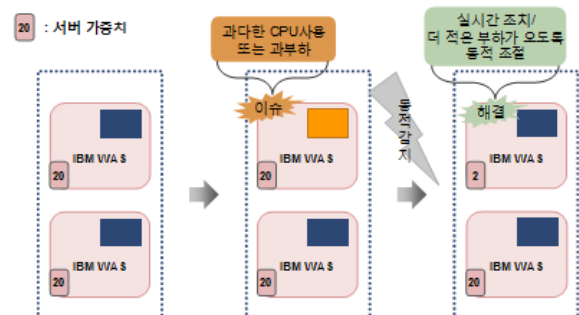 20 : 서버 가중치
과다한 CPU사용
또는 과부하
실시간 조치/
더 적은 부하가 오도록
동적 조절
이슈
동적감지
해결
IBM WAS
20
IBM WAS
20
IBM WAS
2
IBM WAS
20
IBM WAS
20
IBM WAS
20